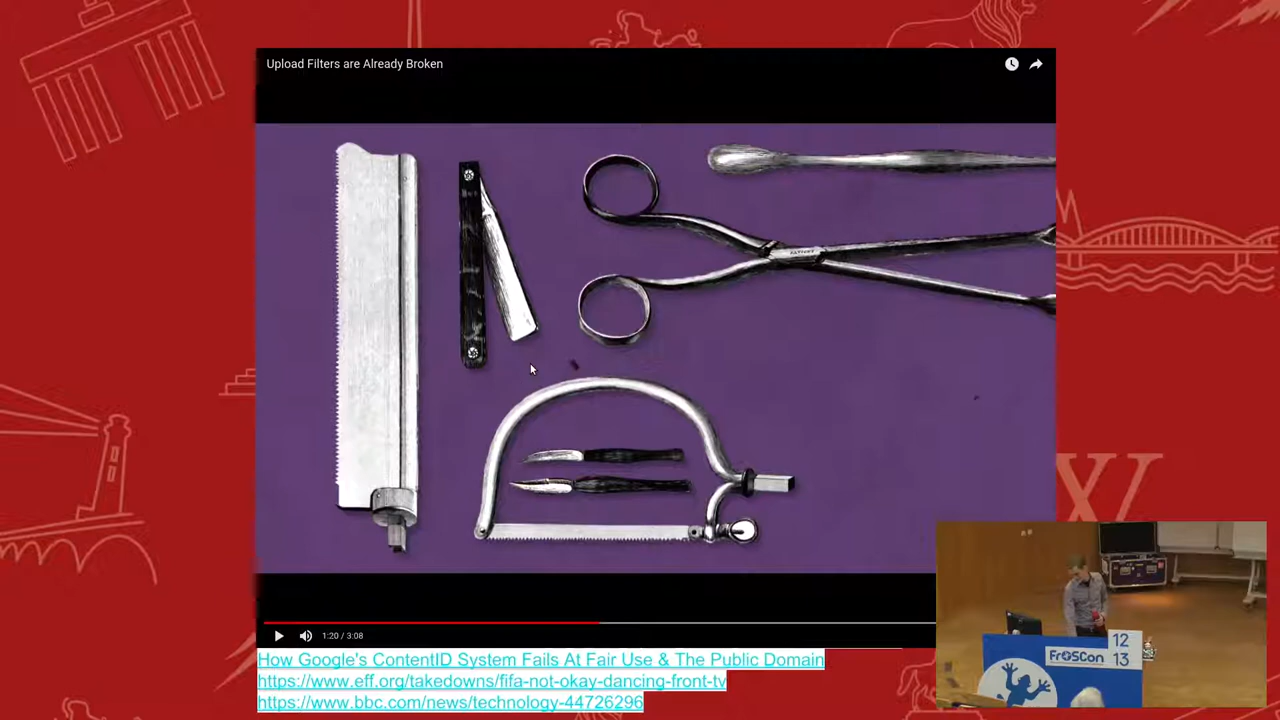 Upload Filters are Already Broken
1:20 / 3:08
XV
How Google's ContentID System Fails At Fair Use & The Public Domain
https://www.eff.org/takedowns/fifa-not-okay-dancing-front-tv
https://www.bbc.com/news/technology-44726296
12
13
FrOSCon